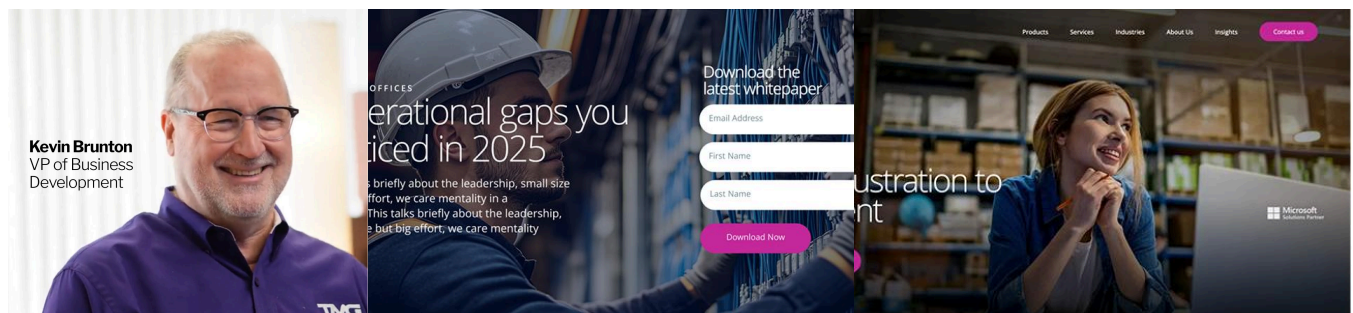 Kevin Brunton
VP of Business
Development
TMG
OFFICES
erational gaps you
ticed in 2025
s briefly about the leadership, small size
ffort, we care mentality in a
This talks briefly about the leadership,
e but big effort, we care mentality
Download the
latest whitepaper
Email Address
First Name
Last Name
Download Now
Products
Services
Industries
About Us
Insights
Contact us
ustration to
nt
Microsoft
Solutions Partner